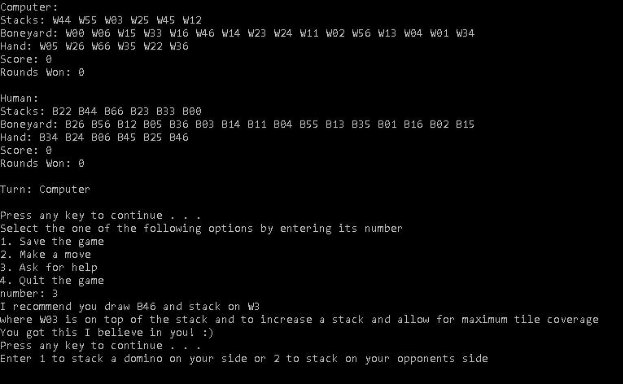 Computer:
Stacks: W44 W55 W03 W25 W45 W12
Boneyard: W00 W06 W15 W33 W16 W46 W14 W23 W24 W11 W02 W56 W13 W04 W01 W34
Hand: W05 W26 W66 W35 W22 W36
Score: 0
Rounds Won: 0
Human:
Stacks: B22 B44 B66 B23 B33 B00
Boneyard: B26 B56 B12 B05 B36 B03 B14 B11 B04 B55 B13 B35 B01 B16 B02 B15
Hand: B34 B24 B06 B45 B25 B46
Score: 0
Rounds Won: 0
Turn: Computer
Press any key to continue . . .
Select the one of the following options by entering its number
1. Save the game
2. Make a move
3. Ask for help
4. Quit the game
number: 3
I recommend you draw B46 and stack on W3
where W03 is on top of the stack and to increase a stack and allow for maximum tile coverage
You got this I believe in you! :)
Press any key to continue . . .
Enter 1 to stack a domino on your side or 2 to stack on your opponents side